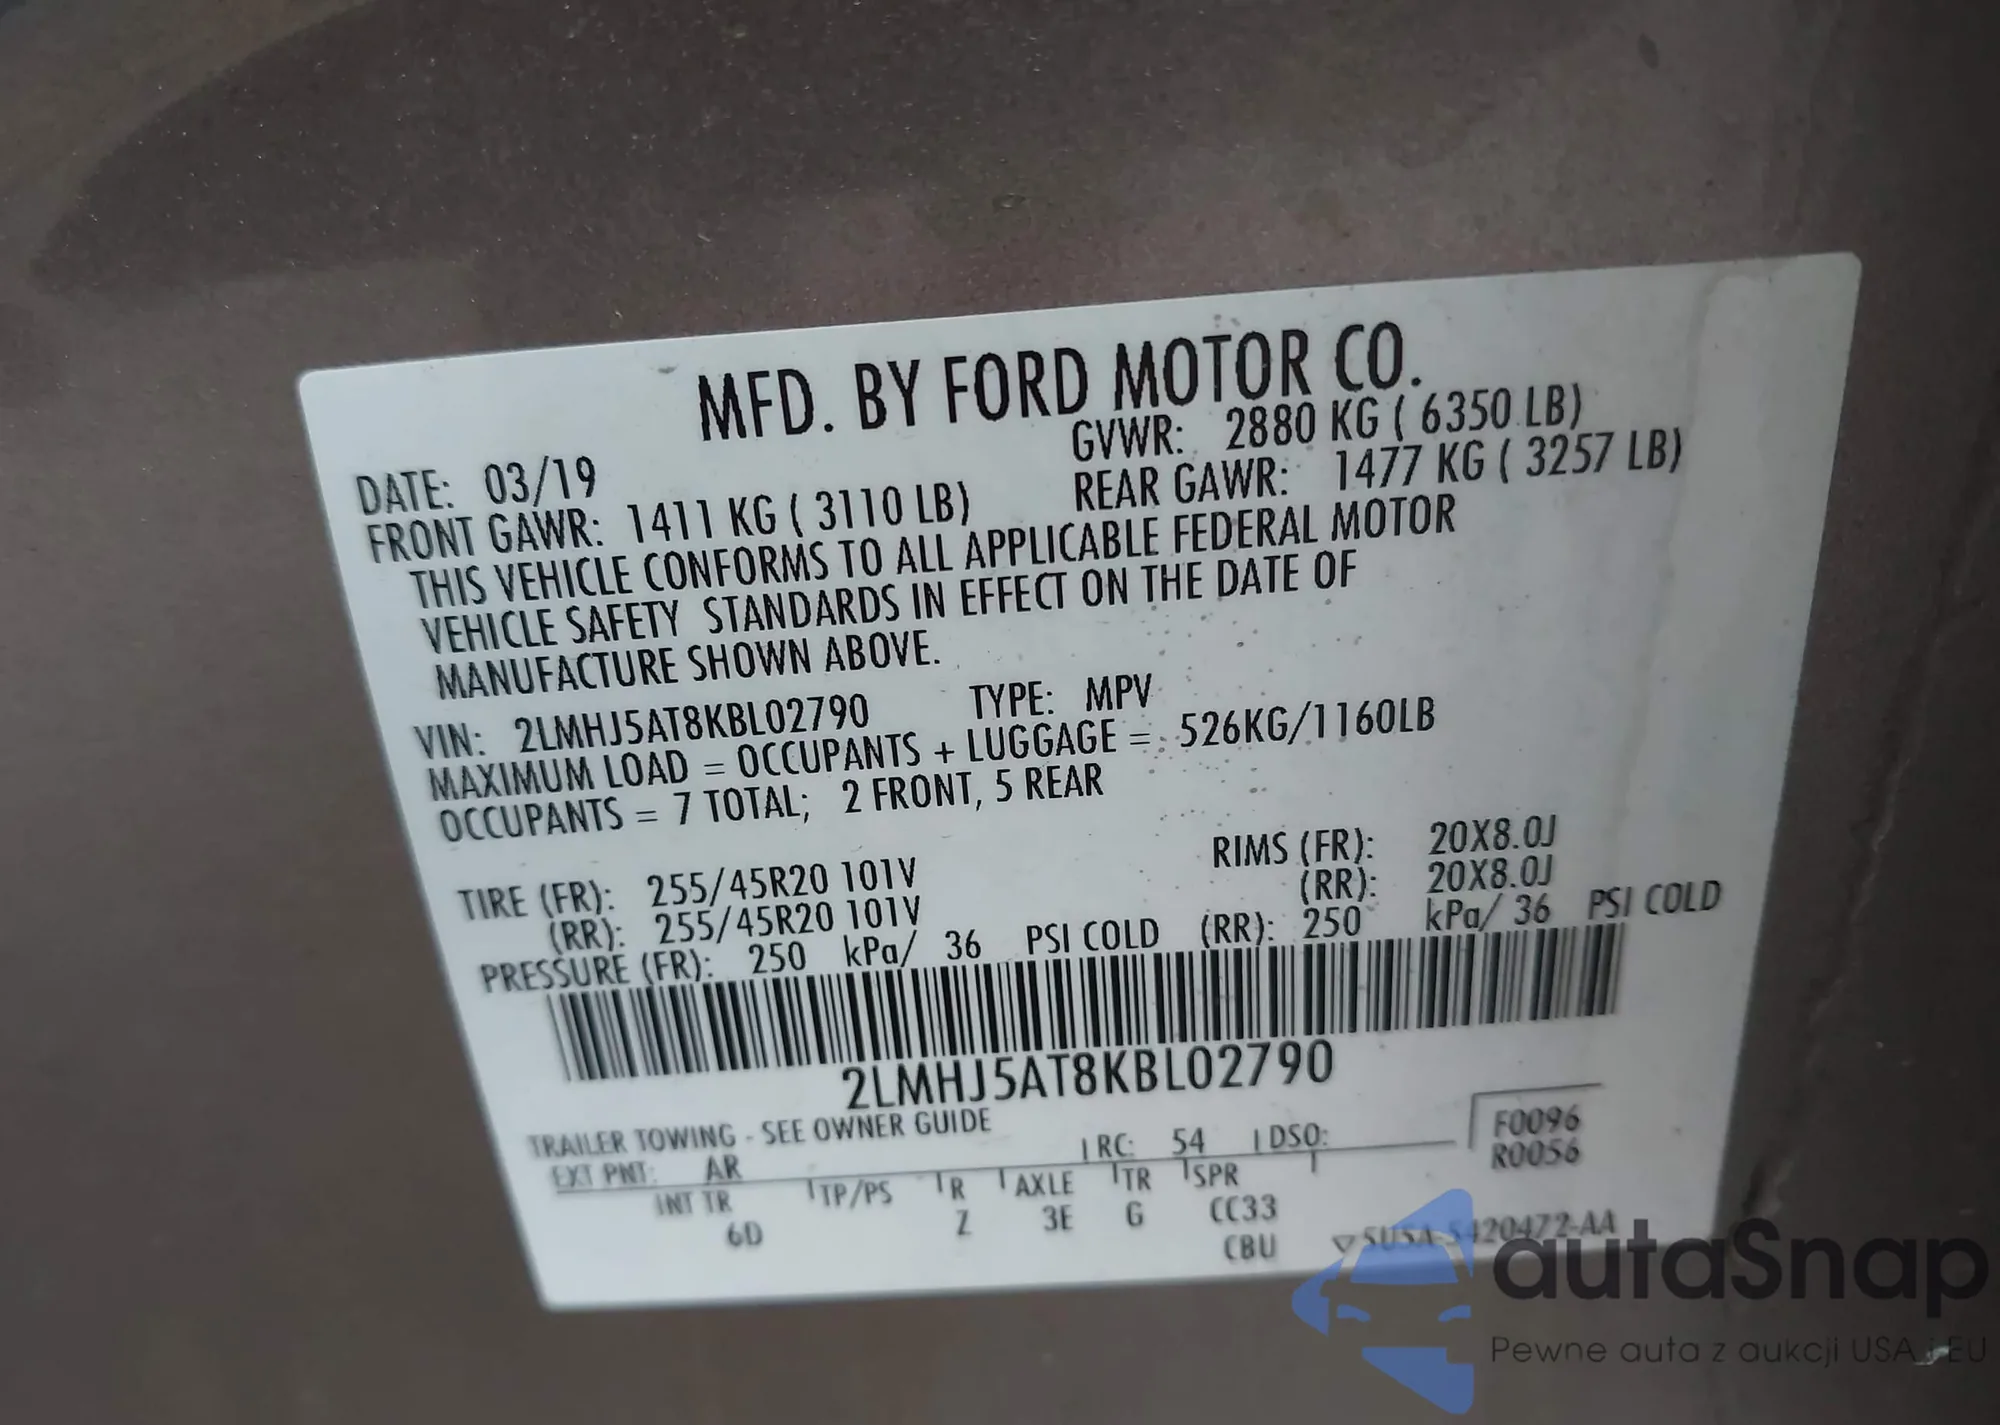 MFD. BY FORD MOTOR CO.
DATE: 03/19 GVWR: 2880 KG ( 6350 LB)
FRONT GAWR: 1411 KG ( 3110 LB) REAR GAWR: 1477 KG ( 3257 LB)
THIS VEHICLE CONFORMS TO ALL APPLICABLE FEDERAL MOTOR
VEHICLE SAFETY STANDARDS IN EFFECT ON THE DATE OF
MANUFACTURE SHOWN ABOVE.
VIN: 2LMHJ5AT8KBL02790 TYPE: MPV
MAXIMUM LOAD = OCCUPANTS + LUGGAGE = 526KG/1160LB
OCCUPANTS = 7 TOTAL; 2 FRONT, 5 REAR
TIRE (FR): 255/45R20 101V RIMS (FR): 20X8.0J
(RR): 255/45R20 101V (RR): 20X8.0J
PRESSURE (FR): 250 kPa/ 36 PSI COLD (RR): 250 kPa/ 36 PSI COLD
2LMHJ5AT8KBL02790
TRAILER TOWING - SEE OWNER GUIDE
F0096
R0056
EXT PNT: AR RC: 54 DSO:
INT TR TP/PS R AXLE TR SPR
6D Z 3E G CC33
CBU
5U5A-5420472-AA
autaSnap
Pewne auta z aukcji USA i EU